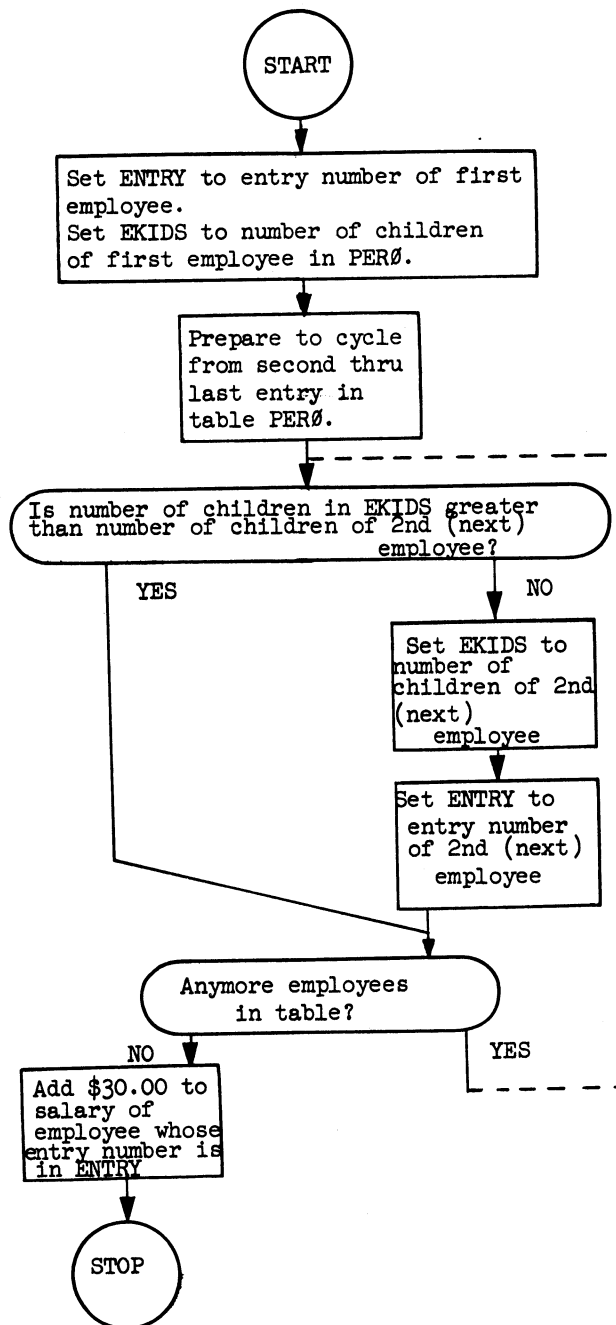 START
Set ENTRY to entry number of first
employee.
Set EKIDS to number of children
of first employee in PERØ.
Prepare to cycle
from second thru
last entry in
table PERØ.
Is number of children in EKIDS greater
than number of children of 2nd (next)
employee?
YES
NO
Set EKIDS to
number of
children of 2nd
(next)
employee
Set ENTRY to
entry number
of 2nd (next)
employee
Anymore employees
in table?
NO
YES
Add $30.00 to
salary of
employee whose
entry number is
in ENTRY
STOP